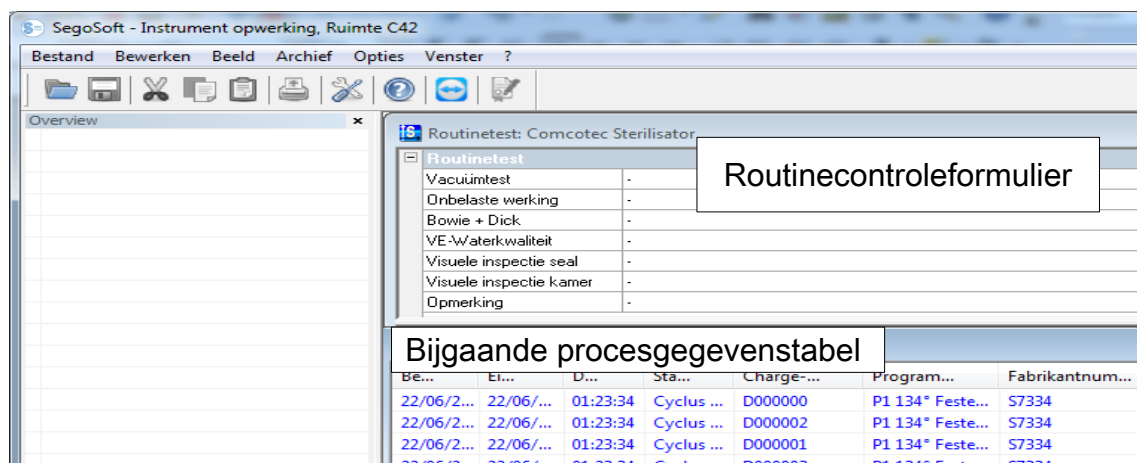 SegoSoft - Instrument opwerking, Ruimte C42
Bestand Bewerken Beeld Archief Opties Venster ?
Overview
Routinetest: Comcotec Sterilisator
Routinecontroleformulier
Routinetest
Vacuümtest -
Onbelaste werking -
Bowie + Dick -
VE-Waterkwaliteit -
Visuele inspectie seal -
Visuele inspectie kamer -
Opmerking -
Bijgaande procesgegevenstabel
Be... Ei... D... Sta... Charge-... Program... Fabrikantnum...
22/06/2... 22/06/... 01:23:34 Cyclus ... D000000 P1 134° Feste... S7334
22/06/2... 22/06/... 01:23:34 Cyclus ... D000002 P1 134° Feste... S7334
22/06/2... 22/06/... 01:23:34 Cyclus ... D000001 P1 134° Feste... S7334